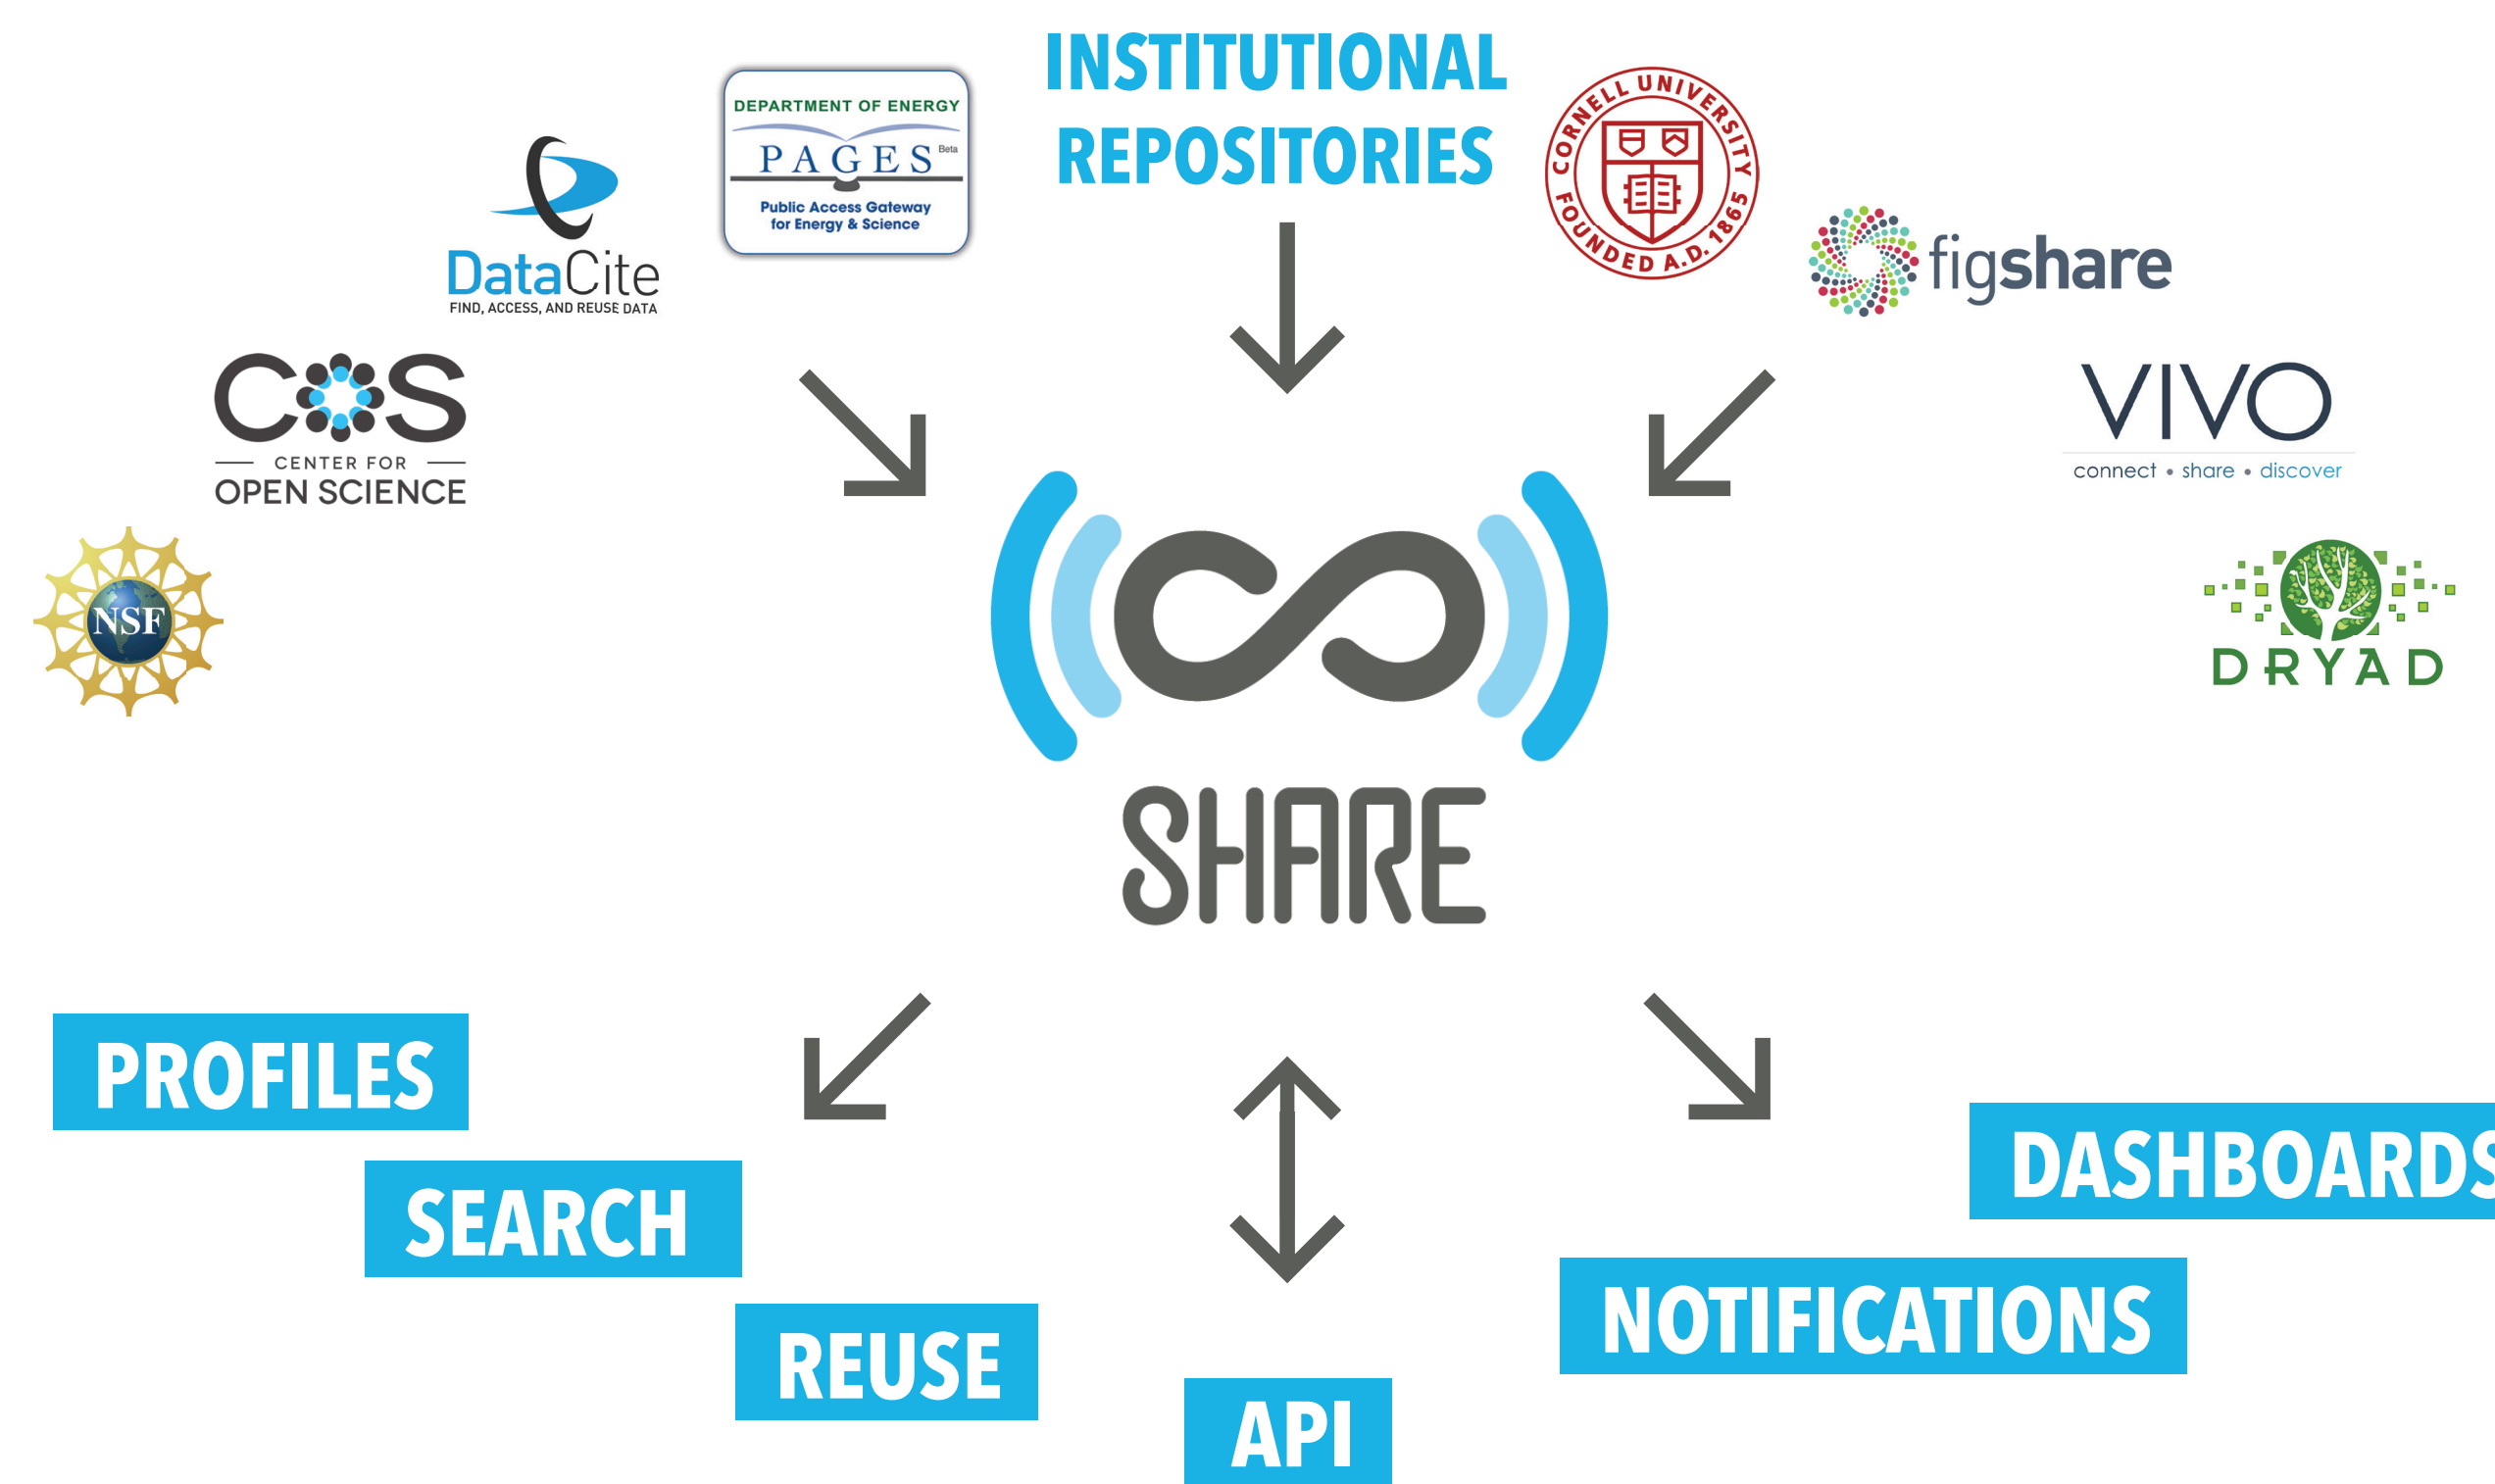 INSTITUTIONAL
REPOSITORIES
DEPARTMENT OF ENERGY
PAGES Beta
Public Access Gateway
for Energy & Science
CORNELL UNIVERSITY
FOUNDED A.D. 1865
DataCite
FIND, ACCESS, AND REUSE DATA
figshare
COS
CENTER FOR
OPEN SCIENCE
VIVO
connect • share • discover
NSF
DRYAD
SHARE
PROFILES
SEARCH
REUSE
API
NOTIFICATIONS
DASHBOARDS